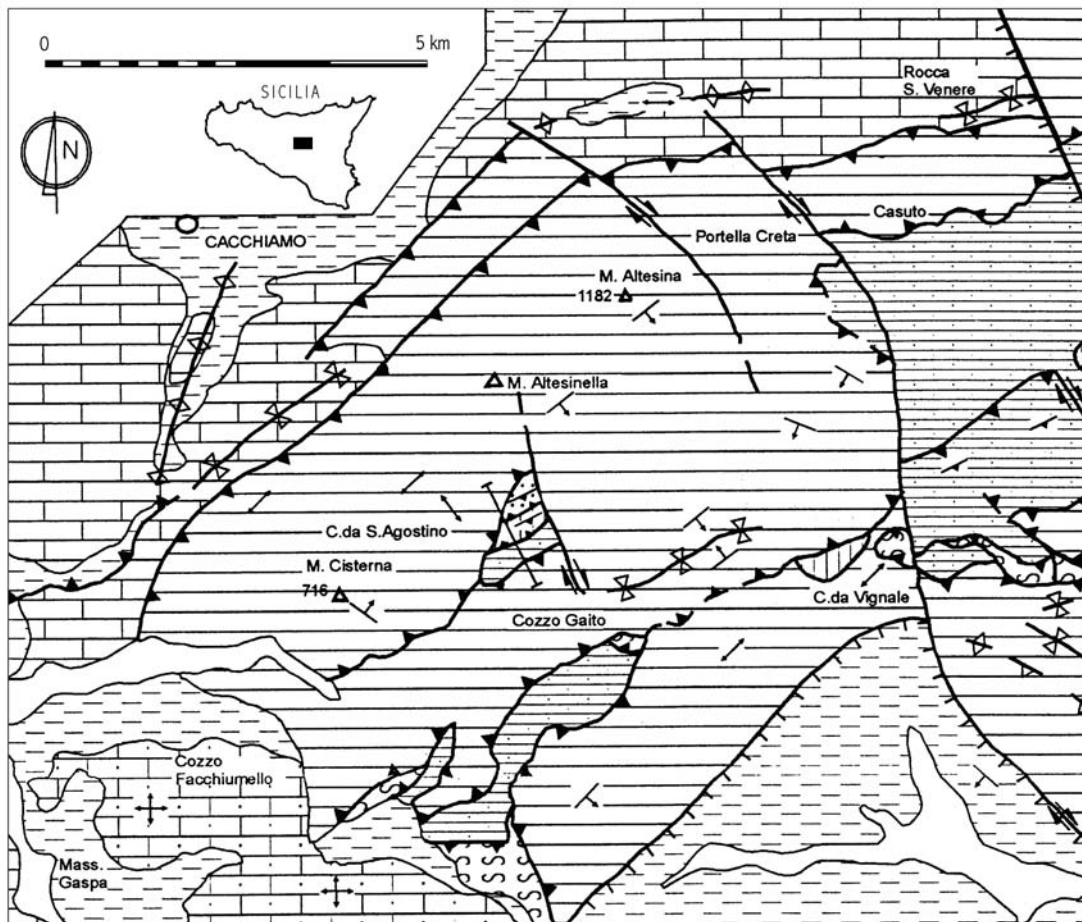 0 5 km
SICILIA
N
Rocca
S. Venere
CACCHIAMO
Casuto
Portella Creta
M. Altesina
1182
M. Altesinella
C.da S.Agostino
M. Cisterna
716
Cozzo Gaito
C.da Vignale
Cozzo
Facchiumello
Mass.
Gaspa